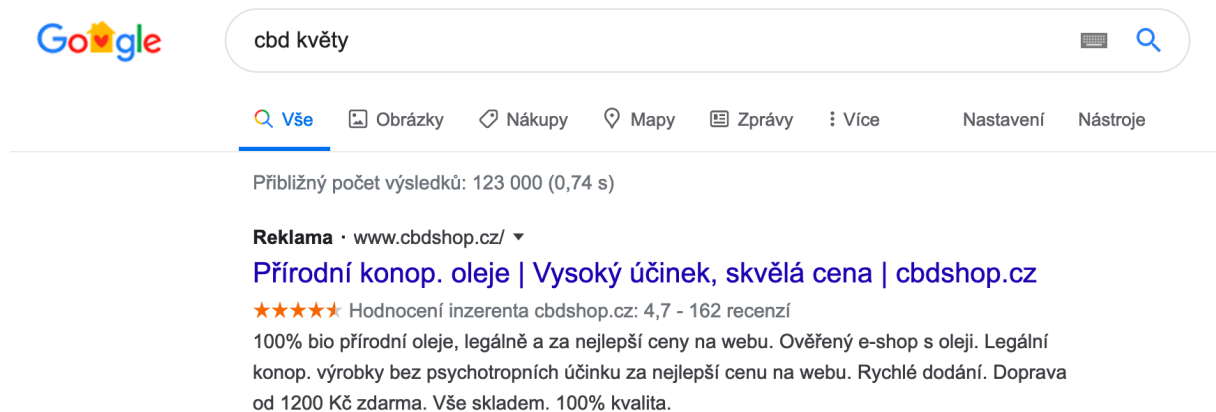 Google
cbd květy
Vše Obrázky Nákupy Mapy Zprávy Více Nastavení Nástroje
Přibližný počet výsledků: 123 000 (0,74 s)
Reklama · www.cbdshop.cz/
Přírodní konop. oleje | Vysoký účinek, skvělá cena | cbdshop.cz
Hodnocení inzerenta cbdshop.cz: 4,7 - 162 recenzí
100% bio přírodní oleje, legálně a za nejlepší ceny na webu. Ověřený e-shop s oleji. Legální
konop. výrobky bez psychotropních účinku za nejlepší cenu na webu. Rychlé dodání. Doprava
od 1200 Kč zdarma. Vše skladem. 100% kvalita.